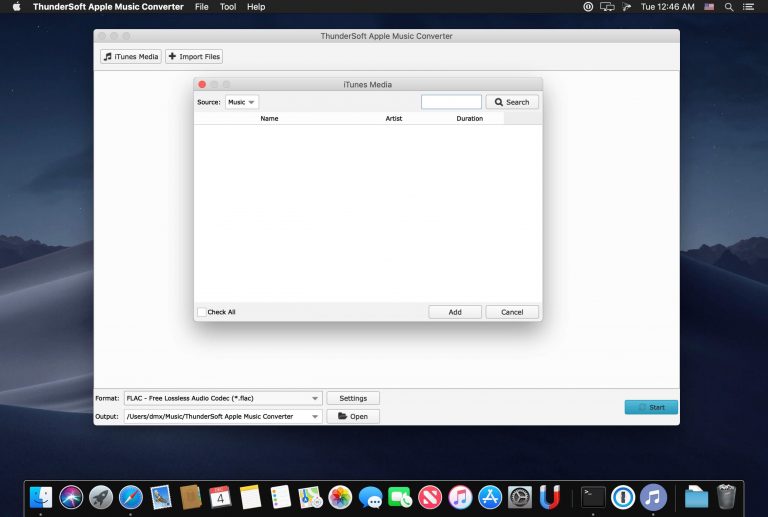 ThunderSoft Apple Music Converter File Tool Help Tue 12:46 AM
ThunderSoft Apple Music Converter
iTunes Media Import Files
iTunes Media
Source: Music Search
Name Artist Duration
Check All Add Cancel
Format: FLAC - Free Lossless Audio Codec (*.flac) Settings
Output: /Users/dmx/Music/ThunderSoft Apple Music Converter Open
Start
DEC
4